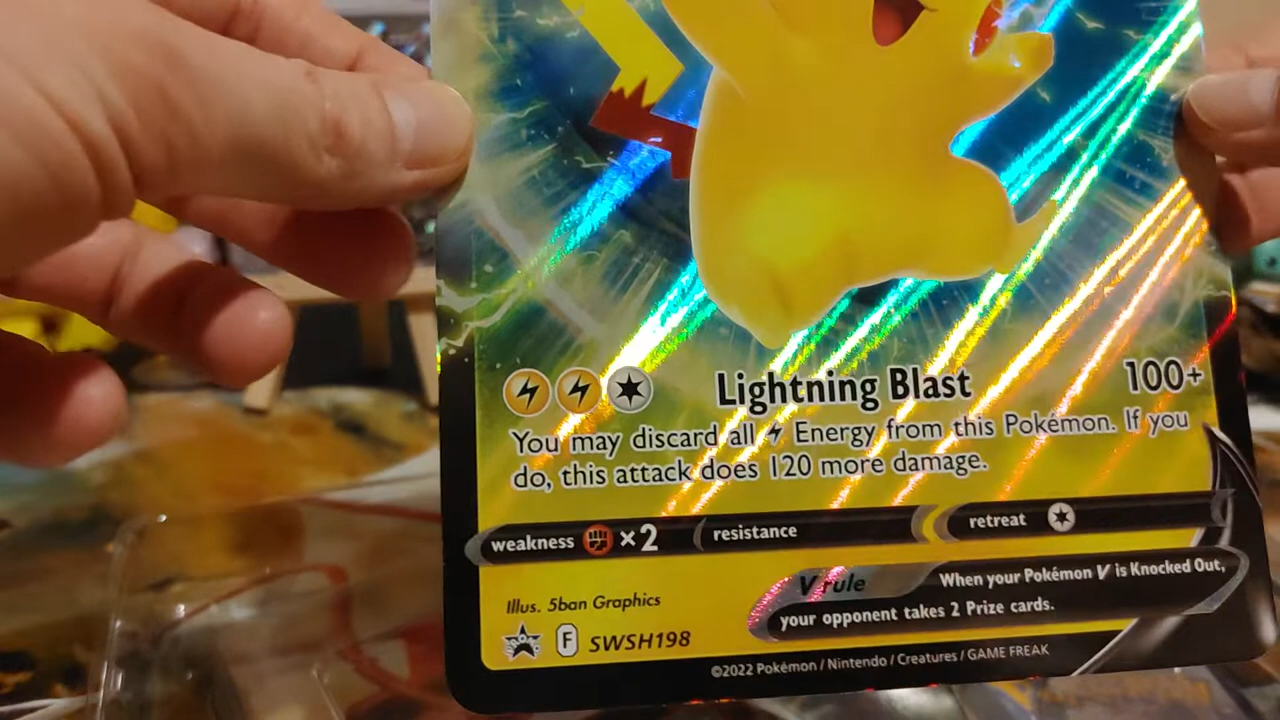 Lightning Blast 100+
You may discard all Energy from this Pokémon. If you
do, this attack does 120 more damage.
weakness ×2 resistance retreat
V rule When your Pokémon V is Knocked Out,
your opponent takes 2 Prize cards.
Illus. 5ban Graphics
F SWSH198
©2022 Pokémon / Nintendo / Creatures / GAME FREAK